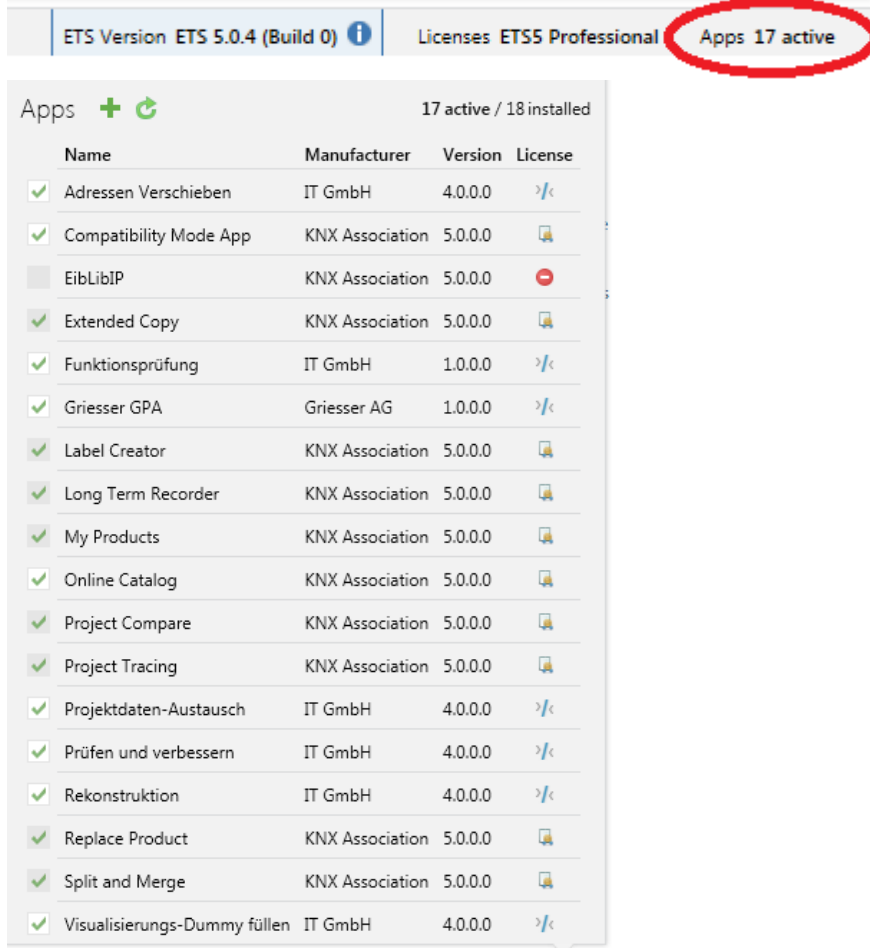 ETS Version ETS 5.0.4 (Build 0) Licenses ETS5 Professional Apps 17 active
Apps 17 active / 18 installed
Name Manufacturer Version License
Adressen Verschieben IT GmbH 4.0.0.0
Compatibility Mode App KNX Association 5.0.0.0
EibLibIP KNX Association 5.0.0.0
Extended Copy KNX Association 5.0.0.0
Funktionsprüfung IT GmbH 1.0.0.0
Griesser GPA Griesser AG 1.0.0.0
Label Creator KNX Association 5.0.0.0
Long Term Recorder KNX Association 5.0.0.0
My Products KNX Association 5.0.0.0
Online Catalog KNX Association 5.0.0.0
Project Compare KNX Association 5.0.0.0
Project Tracing KNX Association 5.0.0.0
Projektdaten-Austausch IT GmbH 4.0.0.0
Prüfen und verbessern IT GmbH 4.0.0.0
Rekonstruktion IT GmbH 4.0.0.0
Replace Product KNX Association 5.0.0.0
Split and Merge KNX Association 5.0.0.0
Visualisierungs-Dummy füllen IT GmbH 4.0.0.0